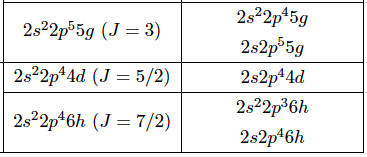 2s²2p⁵5g (J = 3)
2s²2p⁴5g
2s2p⁵5g
2s²2p⁴4d (J = 5/2)
2s2p⁴4d
2s²2p⁴6h (J = 7/2)
2s²2p³6h
2s2p⁴6h